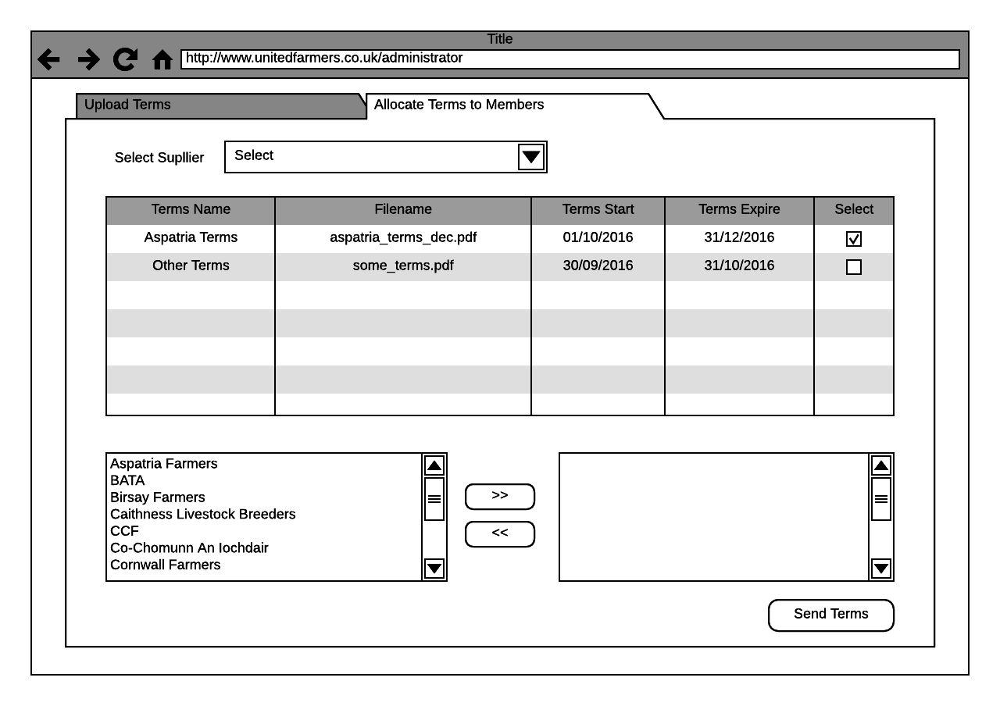 Title
http://www.unitedfarmers.co.uk/administrator
Upload Terms
Allocate Terms to Members
Select Supllier
Select
Terms Name Filename Terms Start Terms Expire Select
Aspatria Terms aspatria_terms_dec.pdf 01/10/2016 31/12/2016
Other Terms some_terms.pdf 30/09/2016 31/10/2016
Aspatria Farmers
BATA
Birsay Farmers
Caithness Livestock Breeders
CCF
Co-Chomunn An Iochdair
Cornwall Farmers
>>
<<
Send Terms